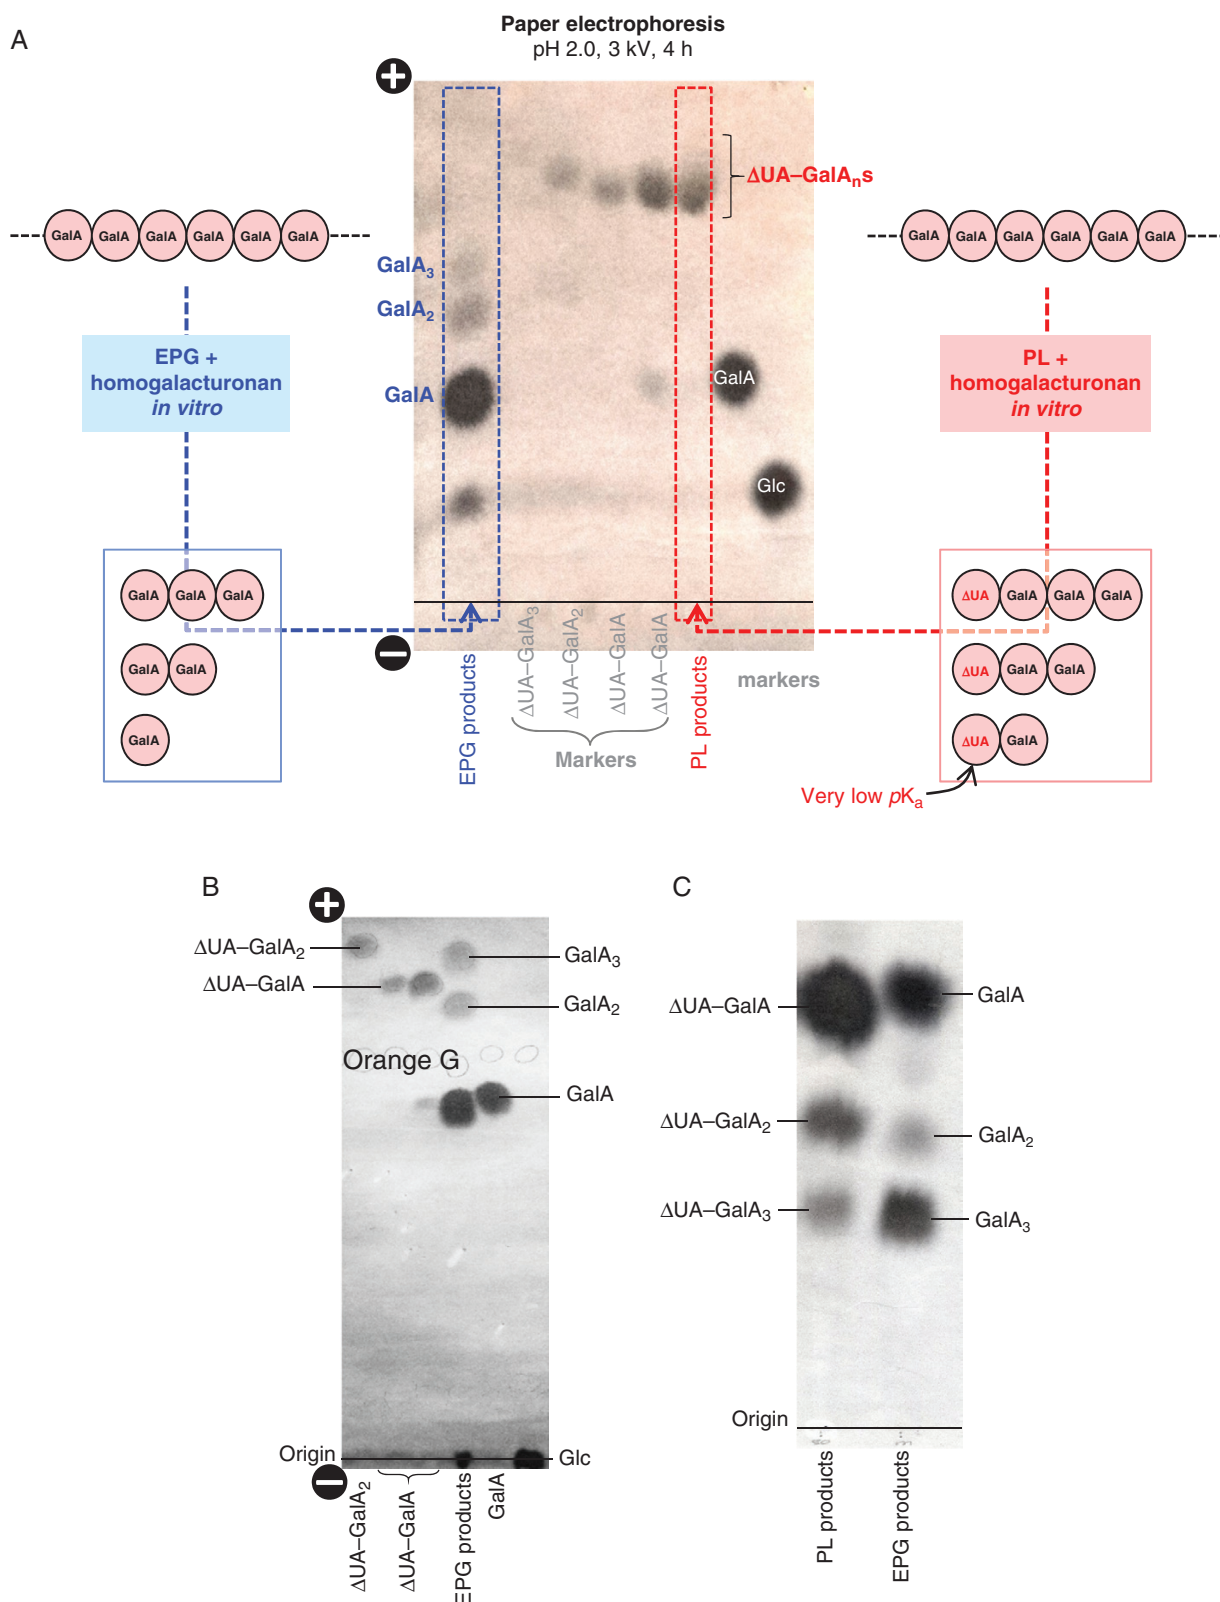 A
Paper electrophoresis
pH 2.0, 3 kV, 4 h
+
ΔUA–GalAₙs
GalA GalA GalA GalA GalA GalA
GalA GalA GalA GalA GalA GalA
GalA₃
GalA₂
GalA
EPG +
homogalacturonan
in vitro
PL +
homogalacturonan
in vitro
GalA
Glc
GalA GalA GalA
GalA GalA
GalA
ΔUA GalA GalA GalA
ΔUA GalA GalA
ΔUA GalA
Very low pKₐ
−
EPG products
ΔUA–GalA₃
ΔUA–GalA₂
ΔUA–GalA
ΔUA–GalA
PL products
markers
Markers
B
+
ΔUA–GalA₂
ΔUA–GalA
GalA₃
GalA₂
Orange G
GalA
Origin
Glc
−
ΔUA–GalA₂
ΔUA–GalA
EPG products
GalA
C
ΔUA–GalA
GalA
ΔUA–GalA₂
GalA₂
ΔUA–GalA₃
GalA₃
Origin
PL products
EPG products